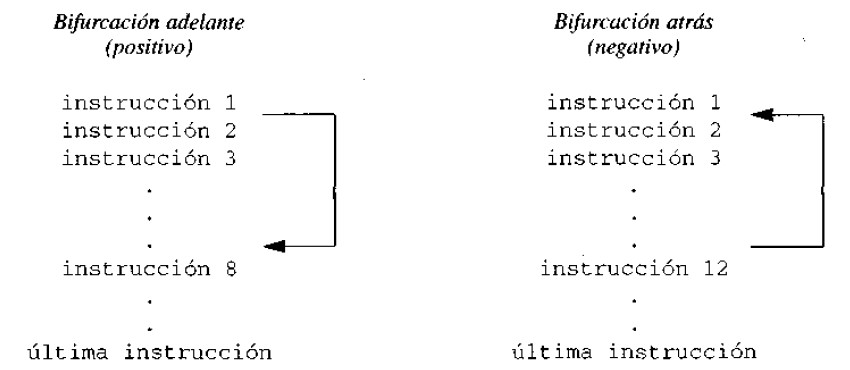 Bifurcación adelante
(positivo)
instrucción 1
instrucción 2
instrucción 3
.
.
.
instrucción 8
.
.
última instrucción
Bifurcación atrás
(negativo)
instrucción 1
instrucción 2
instrucción 3
.
.
.
instrucción 12
.
.
última instrucción